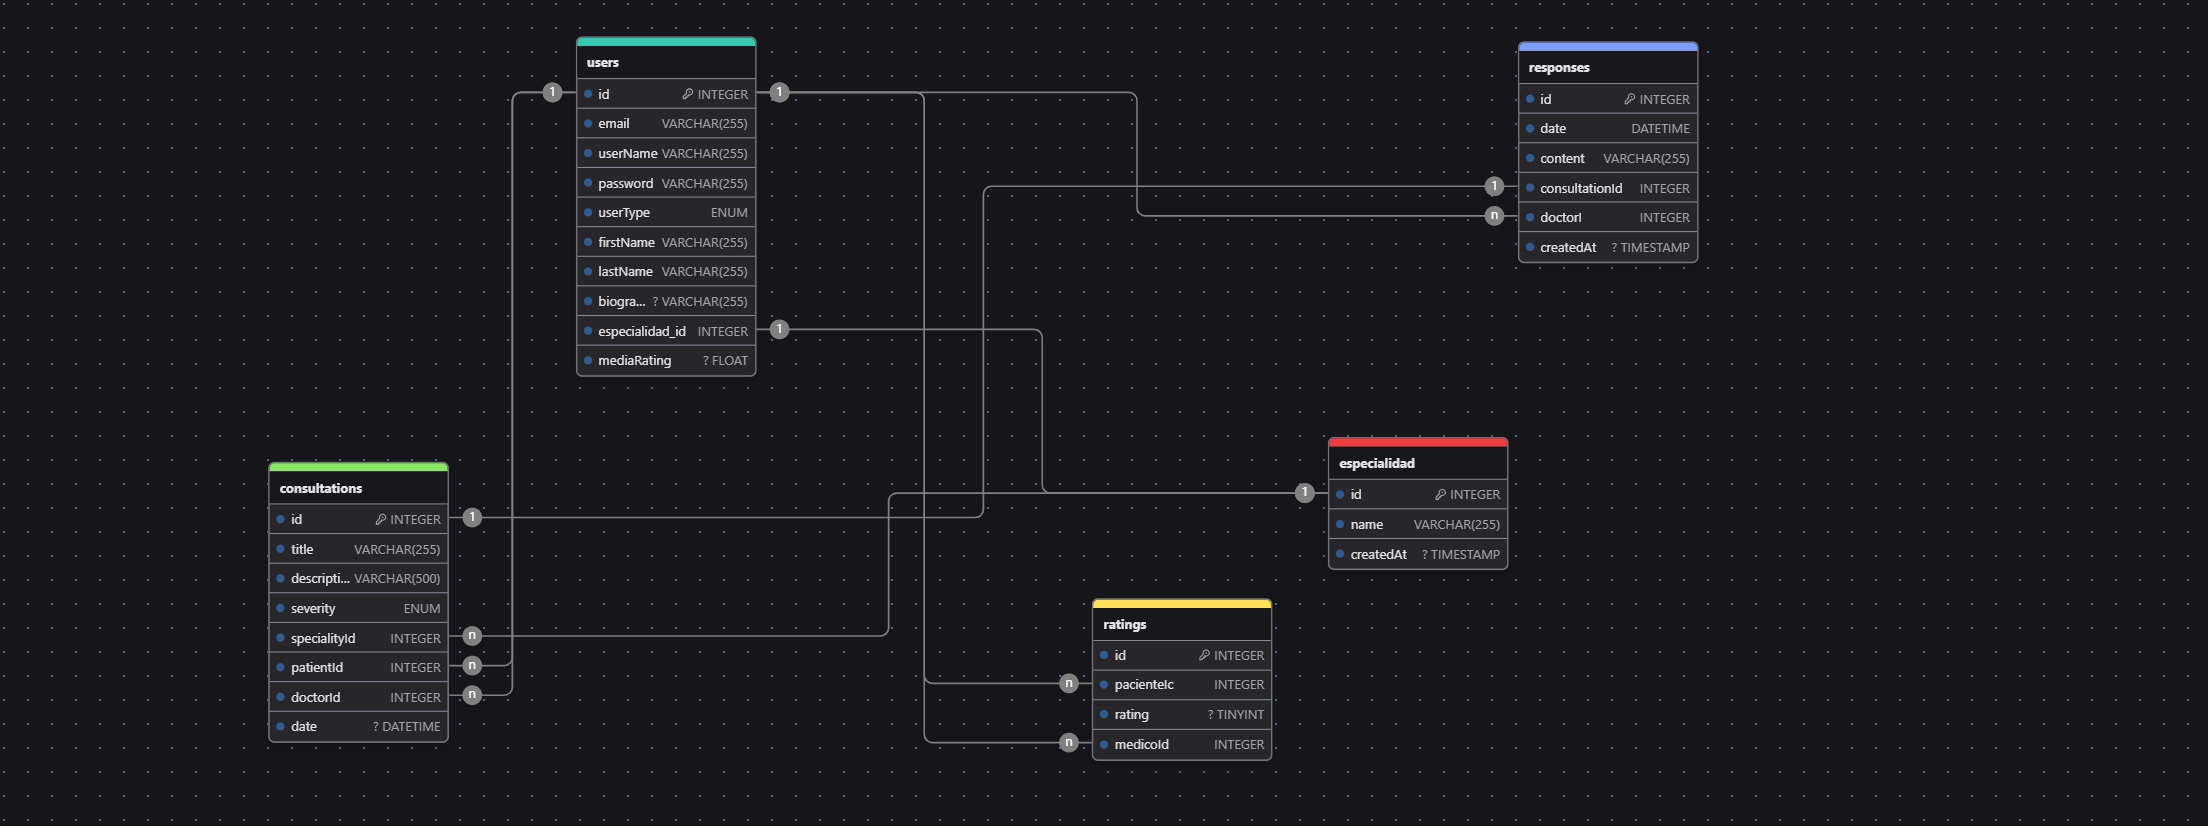 users
id INTEGER
email VARCHAR(255)
userName VARCHAR(255)
password VARCHAR(255)
userType ENUM
firstName VARCHAR(255)
lastName VARCHAR(255)
biogra... ? VARCHAR(255)
especialidad_id INTEGER
mediaRating ? FLOAT
1
1
1
responses
id INTEGER
date DATETIME
content VARCHAR(255)
consultationId INTEGER
doctorI INTEGER
createdAt ? TIMESTAMP
1
n
consultations
id INTEGER
title VARCHAR(255)
descripti... VARCHAR(500)
severity ENUM
specialityId INTEGER
patientId INTEGER
doctorId INTEGER
date ? DATETIME
1
n
n
n
especialidad
id INTEGER
name VARCHAR(255)
createdAt ? TIMESTAMP
1
ratings
id INTEGER
pacienteIc INTEGER
rating ? TINYINT
medicoId INTEGER
n
n